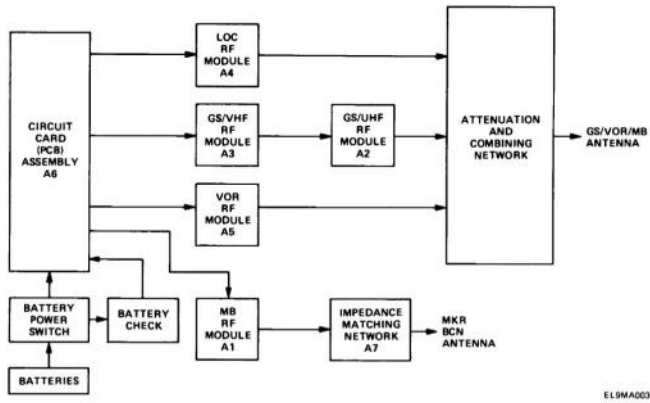 LOC
RF
MODULE
A4
CIRCUIT
CARD
(PCB)
ASSEMBLY
A6
GS/VHF
RF
MODULE
A3
GS/UHF
RF
MODULE
A2
ATTENUATION
AND
COMBINING
NETWORK
GS/VOR/MB
ANTENNA
VOR
RF
MODULE
A5
BATTERY
POWER
SWITCH
BATTERY
CHECK
MB
RF
MODULE
A1
IMPEDANCE
MATCHING
NETWORK
A7
MKR
BCN
ANTENNA
BATTERIES
EL9MA003